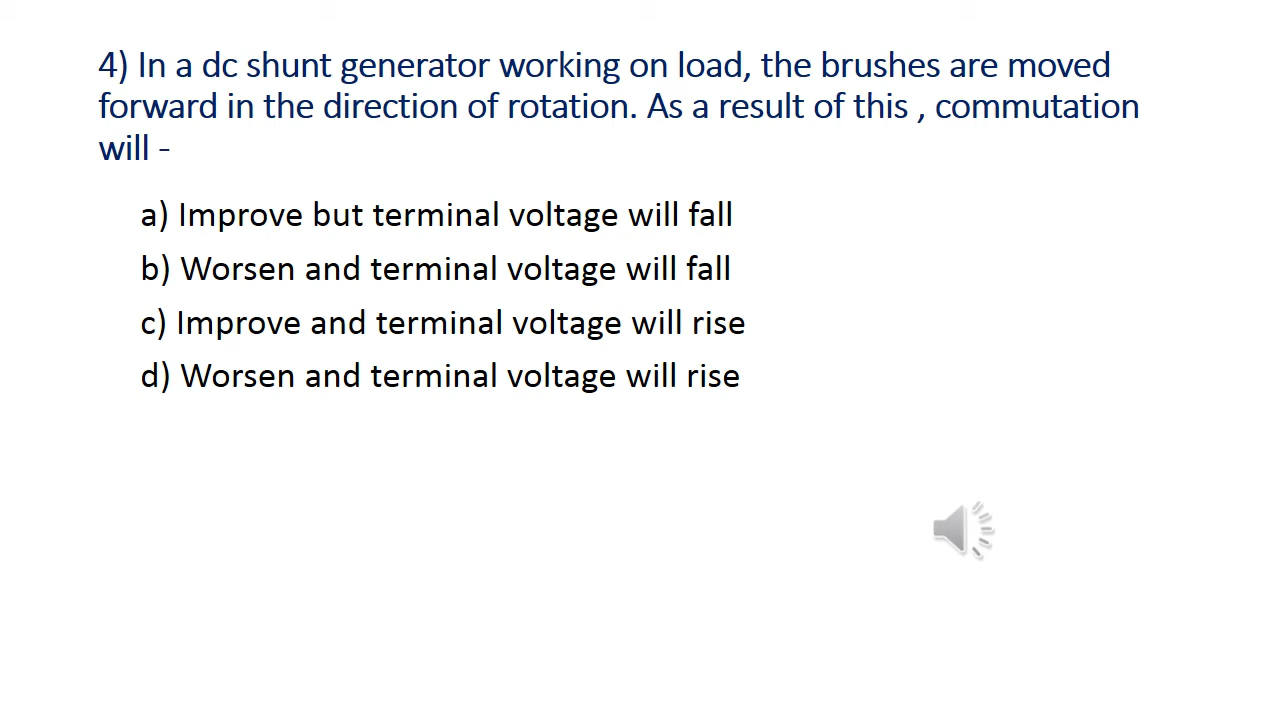 4) In a dc shunt generator working on load, the brushes are moved
forward in the direction of rotation. As a result of this , commutation
will -
a) Improve but terminal voltage will fall
b) Worsen and terminal voltage will fall
c) Improve and terminal voltage will rise
d) Worsen and terminal voltage will rise